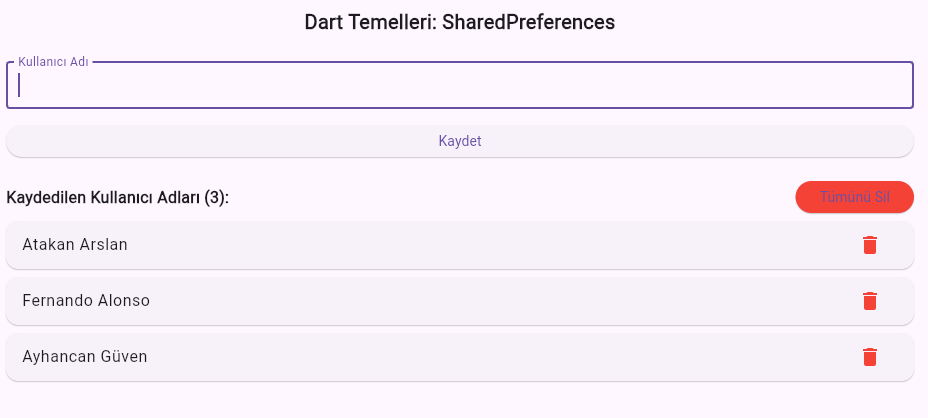 Dart Temelleri: SharedPreferences
Kullanıcı Adı
Kaydet
Kaydedilen Kullanıcı Adları (3):
Tümünü Sil
Atakan Arslan
Fernando Alonso
Ayhancan Güven